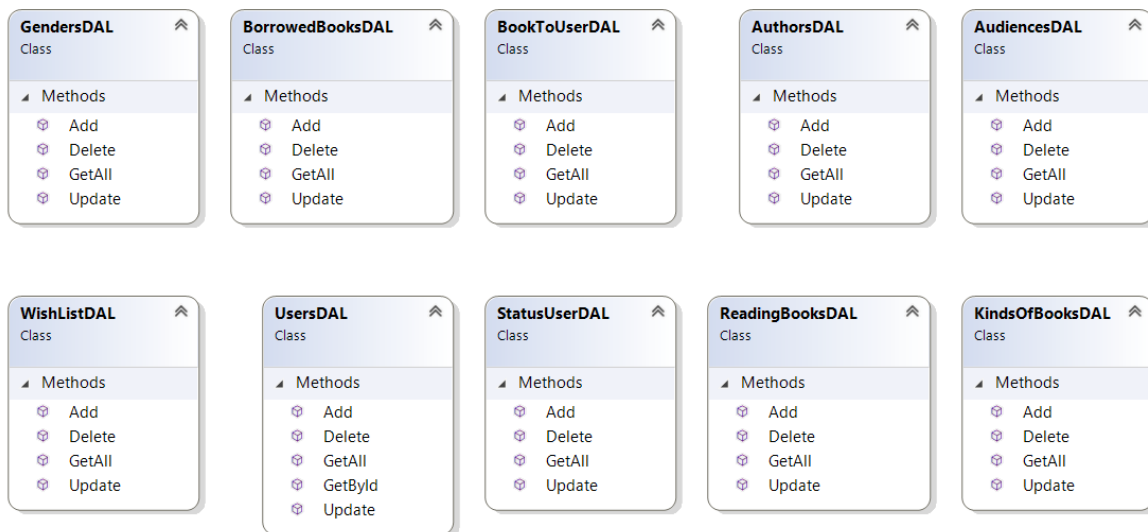 GendersDAL
Class
Methods
Add
Delete
GetAll
Update
BorrowedBooksDAL
Class
Methods
Add
Delete
GetAll
Update
BookToUserDAL
Class
Methods
Add
Delete
GetAll
Update
AuthorsDAL
Class
Methods
Add
Delete
GetAll
Update
AudiencesDAL
Class
Methods
Add
Delete
GetAll
Update
WishListDAL
Class
Methods
Add
Delete
GetAll
Update
UsersDAL
Class
Methods
Add
Delete
GetAll
GetById
Update
StatusUserDAL
Class
Methods
Add
Delete
GetAll
Update
ReadingBooksDAL
Class
Methods
Add
Delete
GetAll
Update
KindsOfBooksDAL
Class
Methods
Add
Delete
GetAll
Update